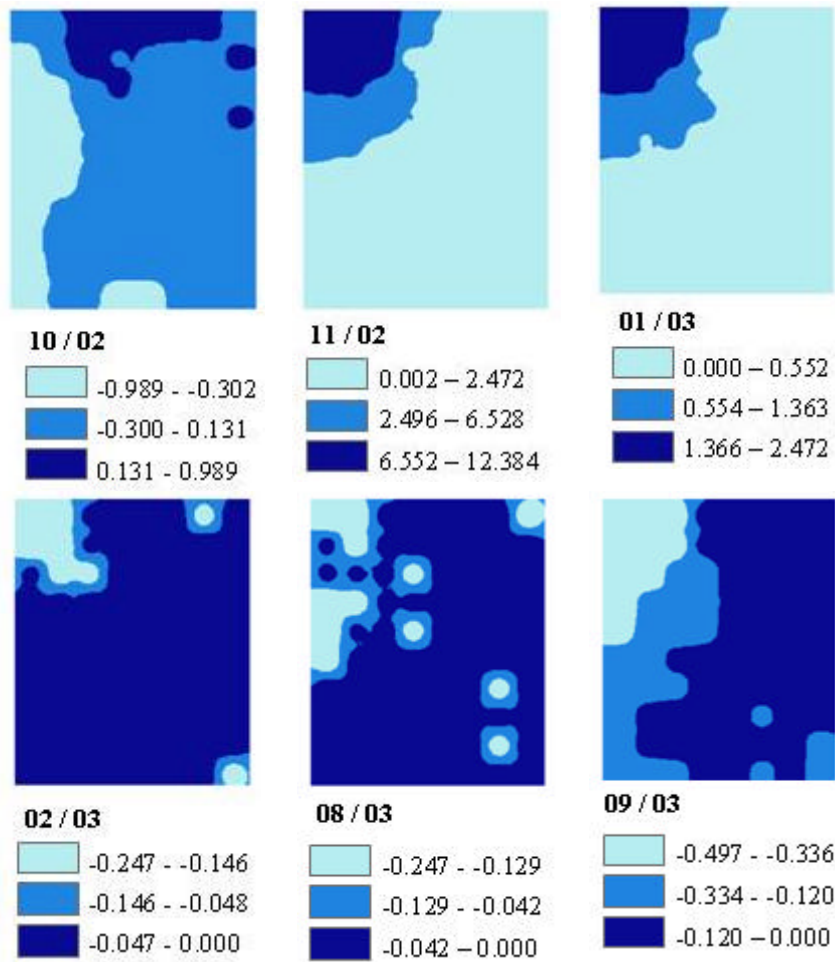 10 / 02
-0.989 - -0.302
-0.300 - 0.131
0.131 - 0.989
11 / 02
0.002 – 2.472
2.496 – 6.528
6.552 – 12.384
01 / 03
0.000 – 0.552
0.554 – 1.363
1.366 – 2.472
02 / 03
-0.247 - -0.146
-0.146 - -0.048
-0.047 - 0.000
08 / 03
-0.247 - -0.129
-0.129 - -0.042
-0.042 – 0.000
09 / 03
-0.497 - -0.336
-0.334 - -0.120
-0.120 – 0.000